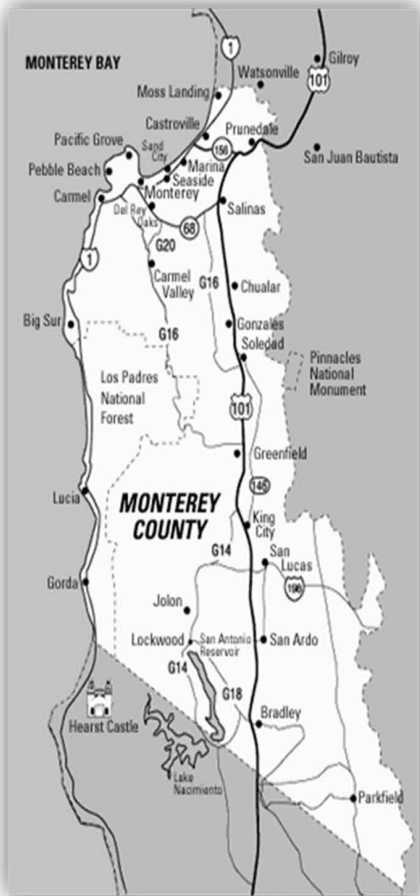 1
Gilroy
MONTEREY BAY
Watsonville
101
Moss Landing
Castroville
Prunedale
Pacific Grove
Sand
City
156
San Juan Bautista
Pebble Beach
Marina
Seaside
Carmel
Monterey
Del Rey
Oaks
68
Salinas
G20
1
Carmel
Valley
G16
Chualar
Big Sur
G16
Gonzales
Soledad
Pinnacles
National
Monument
Los Padres
National
Forest
101
Greenfield
Lucia
146
MONTEREY
COUNTY
King
City
G14
San
Lucas
Gorda
198
Jolon
Lockwood
San Antonio
Reservoir
San Ardo
G14
G18
Hearst Castle
Bradley
Lake
Nacimiento
Parkfield